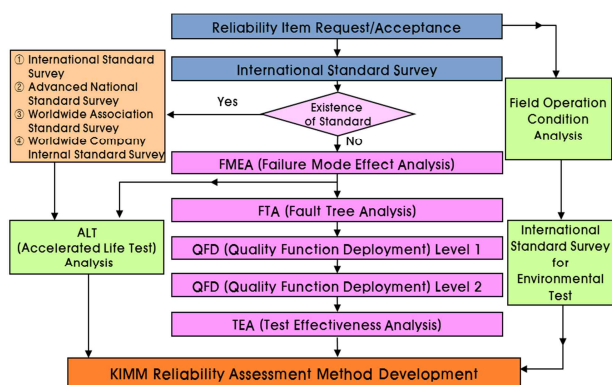 Reliability Item Request/Acceptance
International Standard Survey
① International Standard
Survey
② Advanced National
Standard Survey
③ Worldwide Association
Standard Survey
④ Worldwide Company
Internal Standard Survey
Yes
Existence
of Standard
No
Field Operation
Condition
Analysis
FMEA (Failure Mode Effect Analysis)
FTA (Fault Tree Analysis)
ALT
(Accelerated Life Test)
Analysis
QFD (Quality Function Deployment) Level 1
QFD (Quality Function Deployment) Level 2
International
Standard Survey
for
Environmental
Test
TEA (Test Effectiveness Analysis)
KIMM Reliability Assessment Method Development